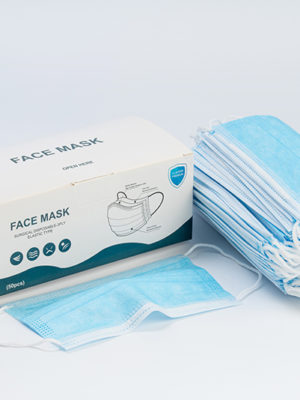 FACE MASK
OPEN HERE
FACE MASK
SURGICAL DISPOSABLE 3PLY
ELASTIC TYPE
(50pcs)